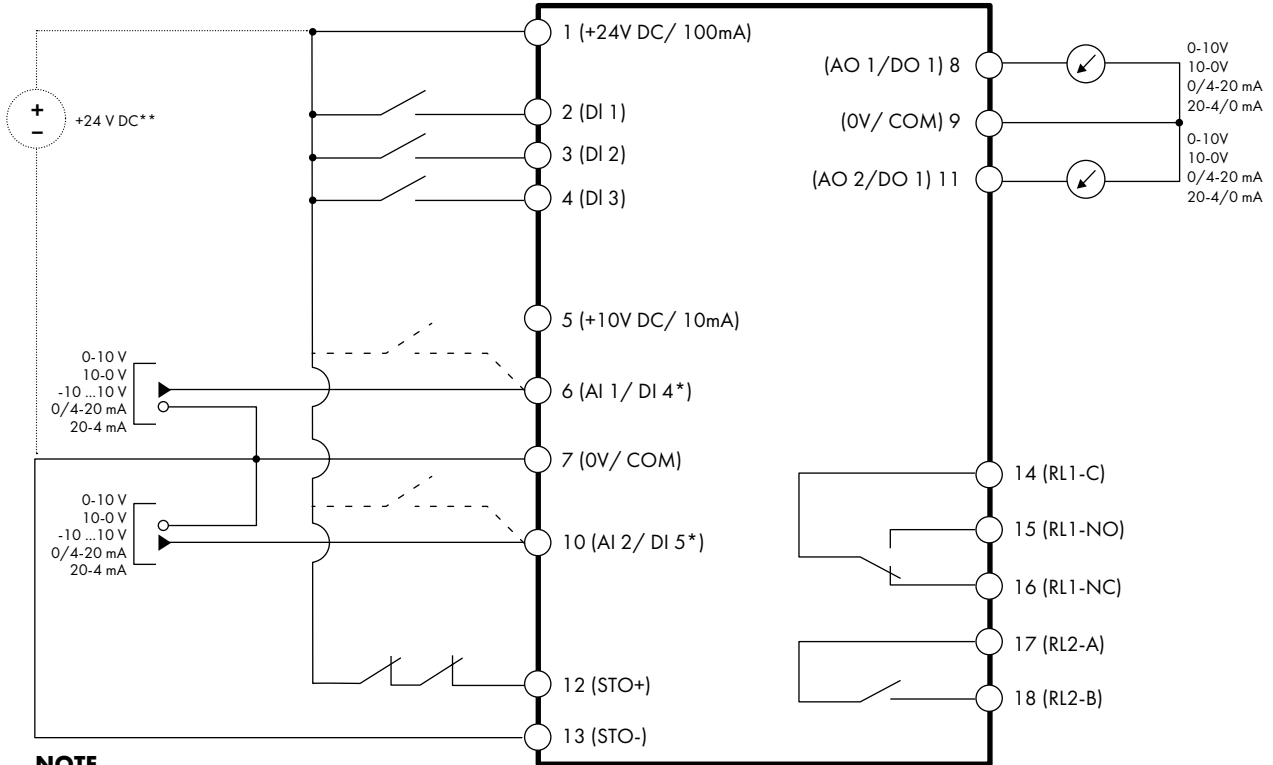 1 (+24V DC/ 100mA)
+
−
+24 V DC**
2 (DI 1)
3 (DI 2)
4 (DI 3)
5 (+10V DC/ 10mA)
0-10 V
10-0 V
-10 ...10 V
0/4-20 mA
20-4 mA
6 (AI 1/ DI 4*)
7 (0V/ COM)
0-10 V
10-0 V
-10 ...10 V
0/4-20 mA
20-4 mA
10 (AI 2/ DI 5*)
12 (STO+)
13 (STO-)
NOTE
(AO 1/DO 1) 8
0-10V
10-0V
0/4-20 mA
20-4/0 mA
(0V/ COM) 9
0-10V
10-0V
0/4-20 mA
20-4/0 mA
(AO 2/DO 1) 11
14 (RL1-C)
15 (RL1-NO)
16 (RL1-NC)
17 (RL2-A)
18 (RL2-B)